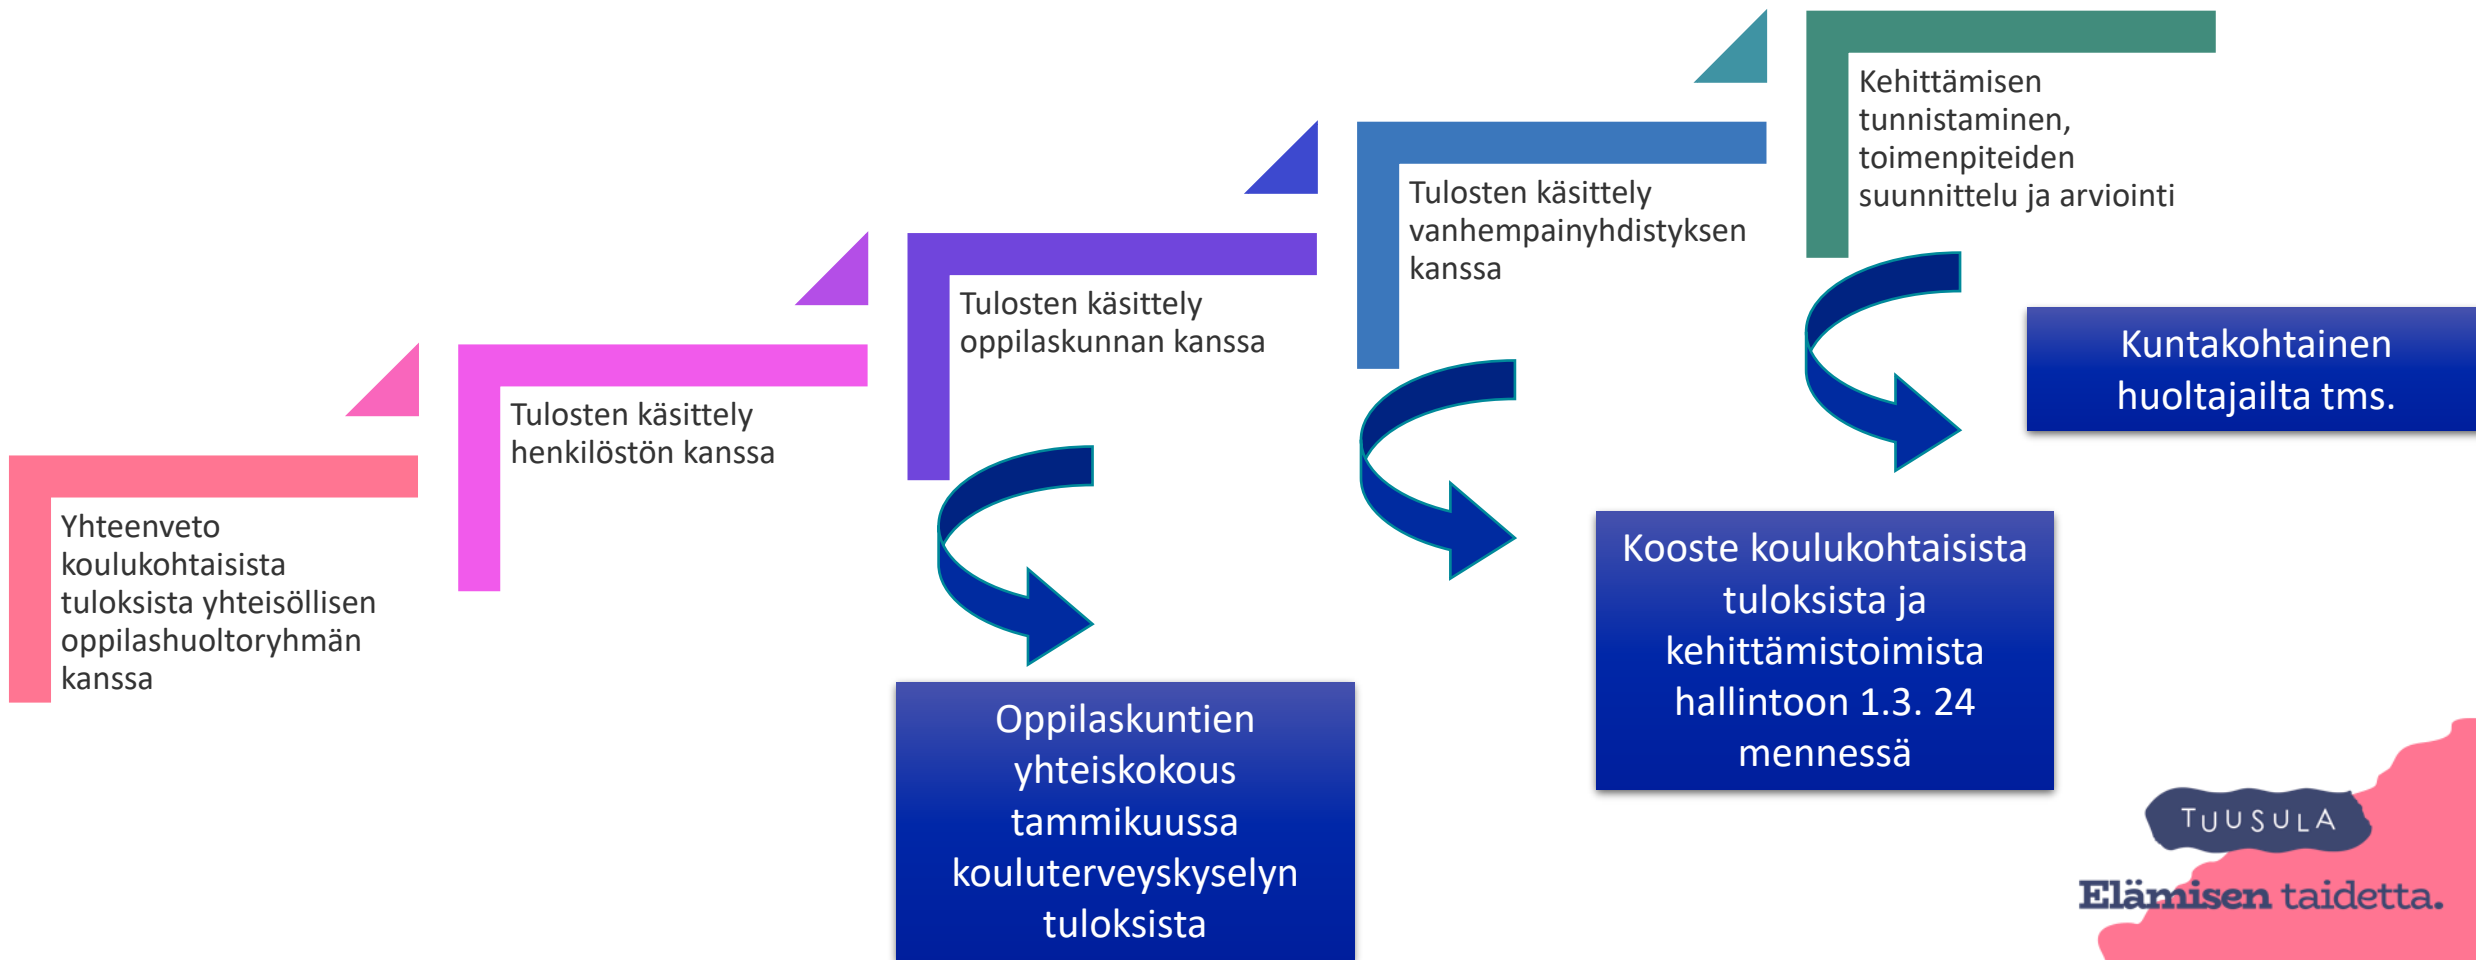 Yhteenveto
koulukohtaisista
tuloksista yhteisöllisen
oppilashuoltoryhmän
kanssa
Tulosten käsittely
henkilöstön kanssa
Tulosten käsittely
oppilaskunnan kanssa
Tulosten käsittely
vanhempainyhdistyksen
kanssa
Kehittämisen
tunnistaminen,
toimenpiteiden
suunnittelu ja arviointi
Oppilaskuntien
yhteiskokous
tammikuussa
kouluterveyskyselyn
tuloksista
Kooste koulukohtaisista
tuloksista ja
kehittämistoimista
hallintoon 1.3. 24
mennessä
Kuntakohtainen
huoltajailta tms.
TUUSULA
Elämisen taidetta.